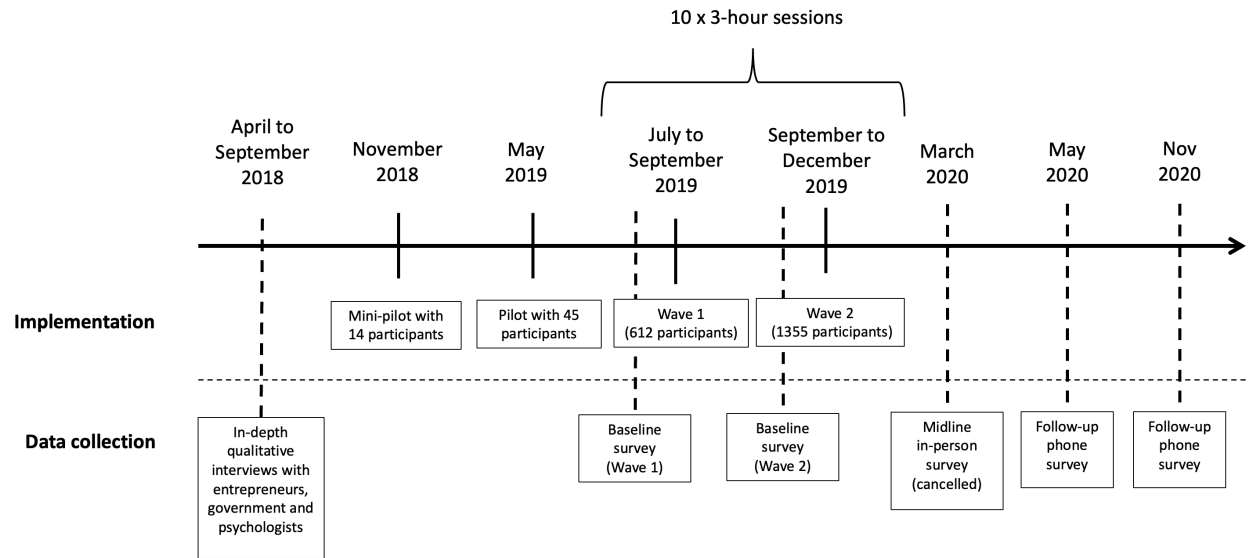 10 x 3-hour sessions
April to
September
2018
November
2018
May
2019
July to
September
2019
September to
December
2019
March
2020
May
2020
Nov
2020
Implementation
Mini-pilot with
14 participants
Pilot with 45
participants
Wave 1
(612 participants)
Wave 2
(1355 participants)
Data collection
In-depth
qualitative
interviews with
entrepreneurs,
government and
psychologists
Baseline
survey
(Wave 1)
Baseline
survey
(Wave 2)
Midline
in-person
survey
(cancelled)
Follow-up
phone
survey
Follow-up
phone
survey